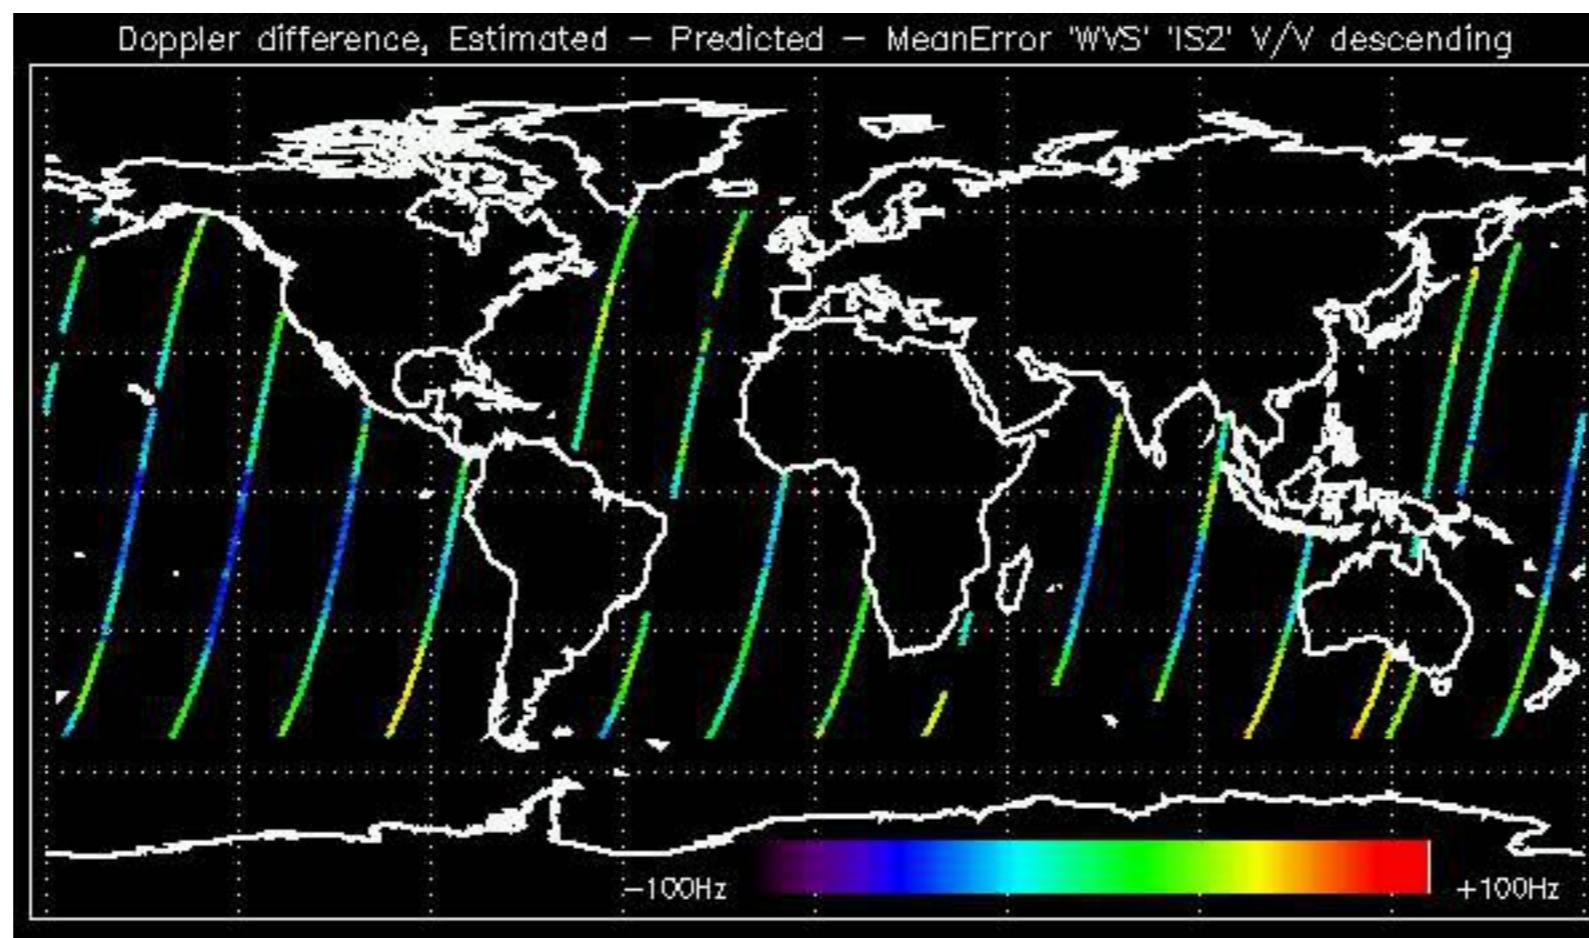 Doppler difference, Estimated – Predicted – MeanError 'WVS' 'IS2' V/V descending
–100Hz
+100Hz